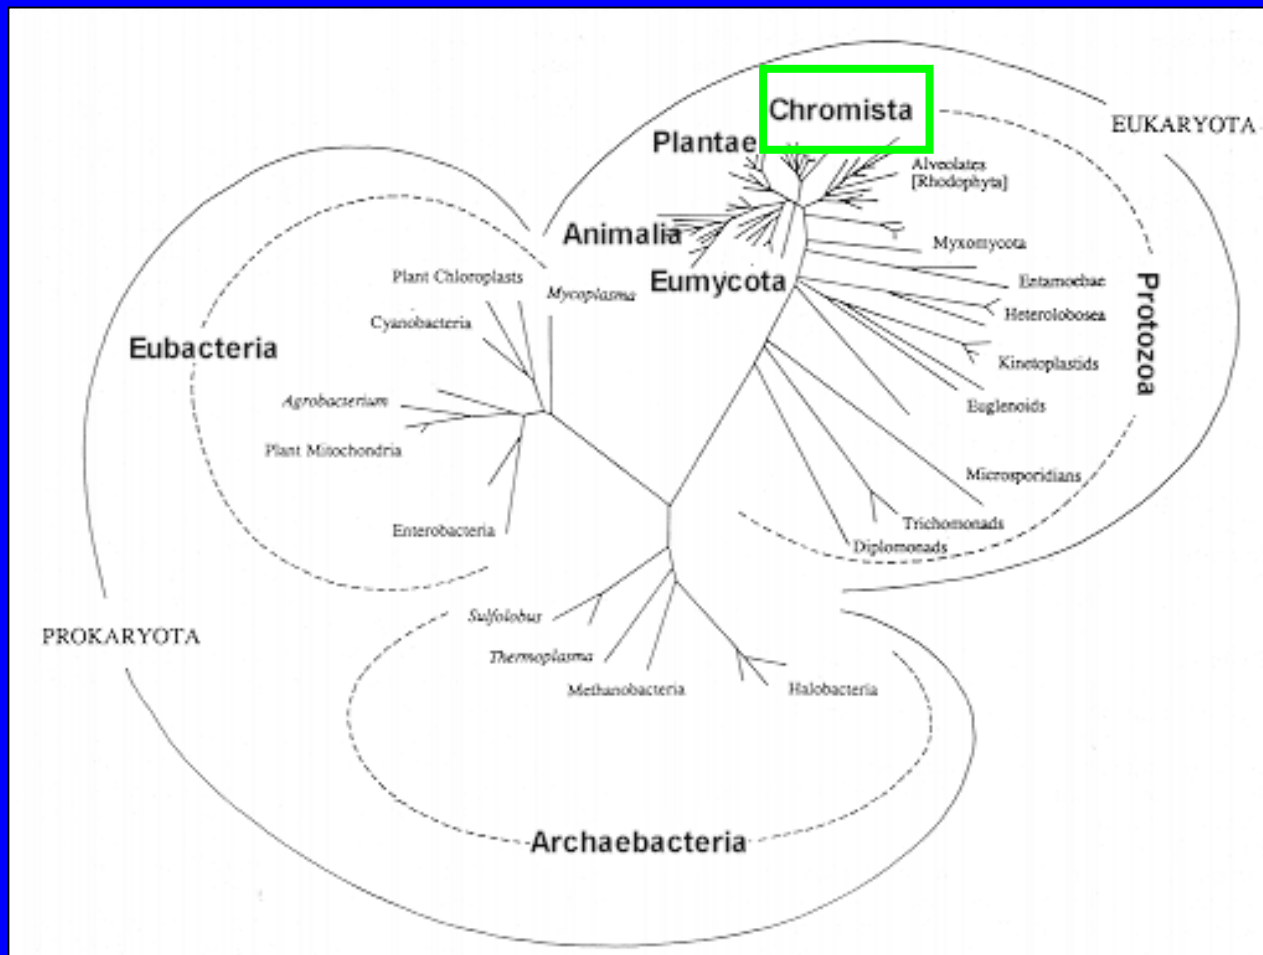 Chromista
EUKARYOTA
Plantae
Alveolates
[Rhodophyta]
Animalia
Myxomycota
Eumycota
Entamoebae
Plant Chloroplasts
Mycoplasma
Heterolobosea
Protozoa
Cyanobacteria
Eubacteria
Kinetoplastids
Agrobacterium
Euglenoids
Plant Mitochondria
Microsporidians
Enterobacteria
Trichomonads
Diplomonads
Sulfolobus
PROKARYOTA
Thermoplasma
Methanobacteria
Halobacteria
Archaebacteria